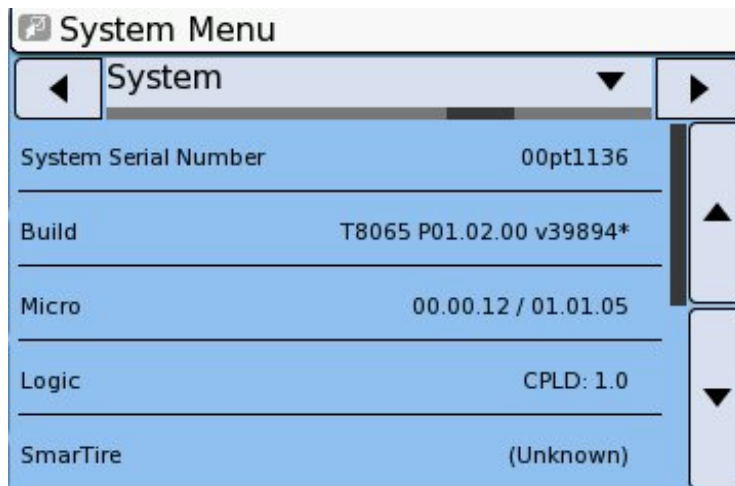 System Menu
System
System Serial Number 00pt1136
Build T8065 P01.02.00 v39894*
Micro 00.00.12 / 01.01.05
Logic CPLD: 1.0
SmarTire (Unknown)